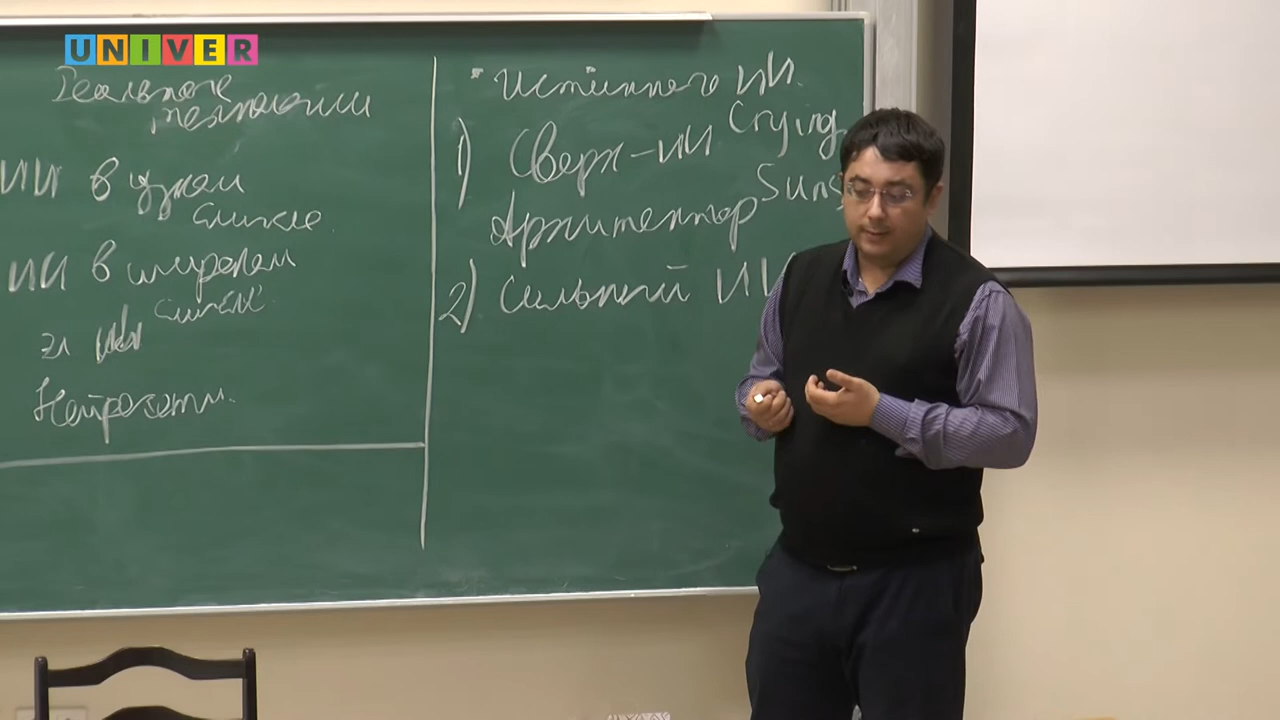 UNIVER
Реальные
технологии
ИИ в узком
смысле.
ИИ в широком
смысле
Нейросети.
"Истинного ИИ.
1) Сверх-ИИ Crying
Архитектор Suns
2) Сильный ИИ